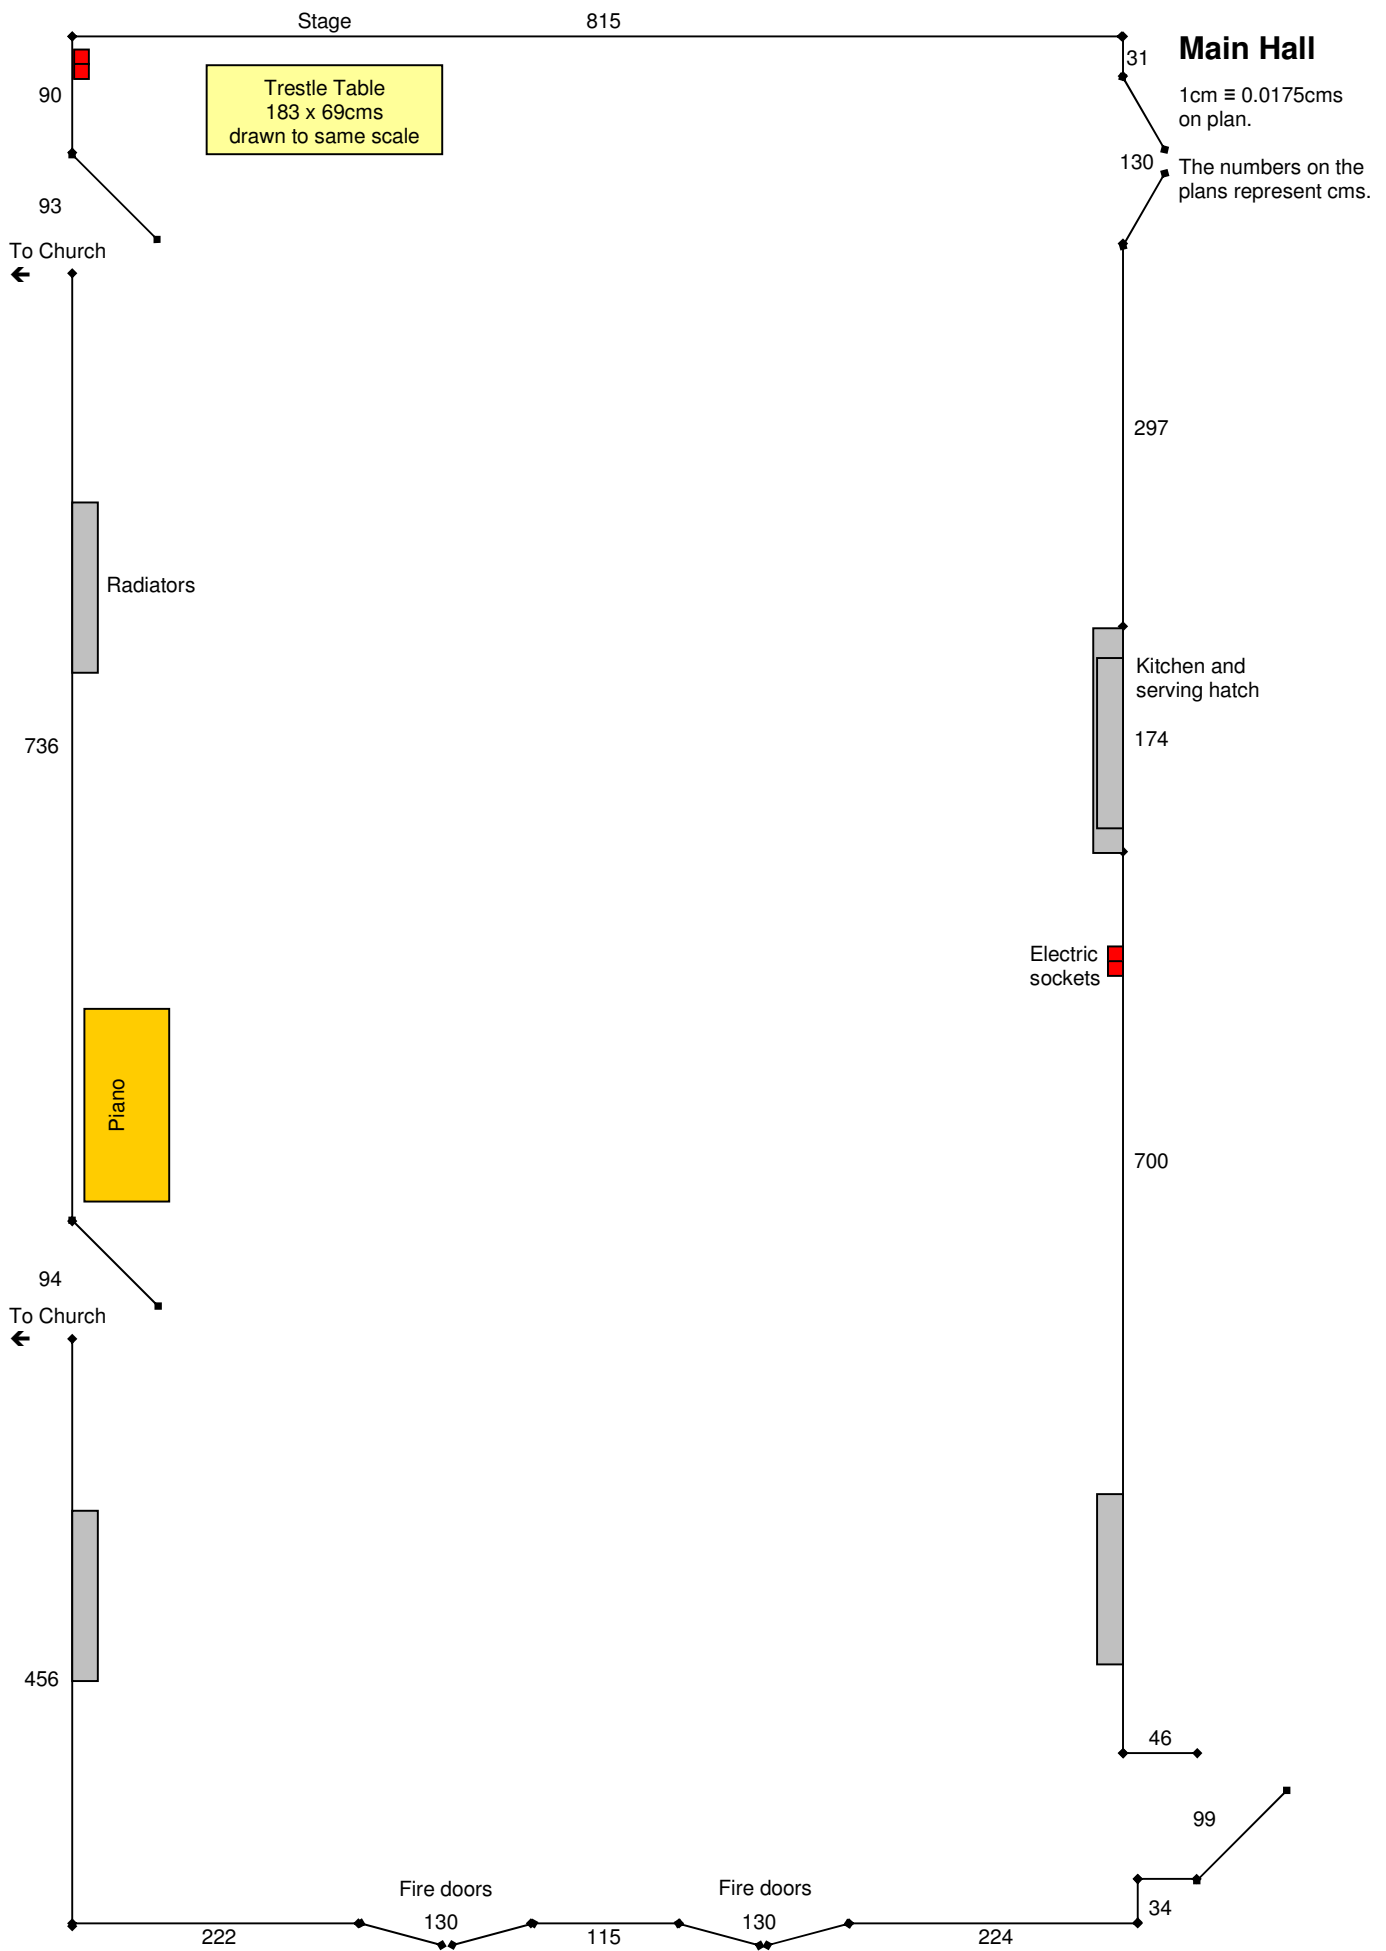 Stage
815
Main Hall
31
1cm ≡ 0.0175cms
on plan.
90
Trestle Table
183 x 69cms
drawn to same scale
130
The numbers on the
plans represent cms.
93
To Church
←
297
Radiators
Kitchen and
serving hatch
736
174
Electric
sockets
Piano
700
94
To Church
←
456
46
99
Fire doors
Fire doors
34
222
130
115
130
224